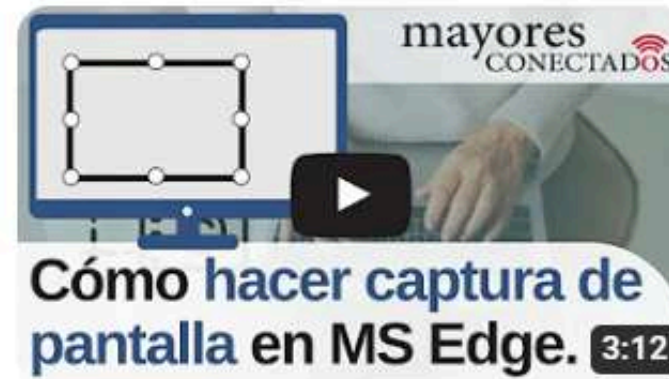 mayores
CONECTADOS
Cómo hacer captura de
pantalla en MS Edge.
3:12